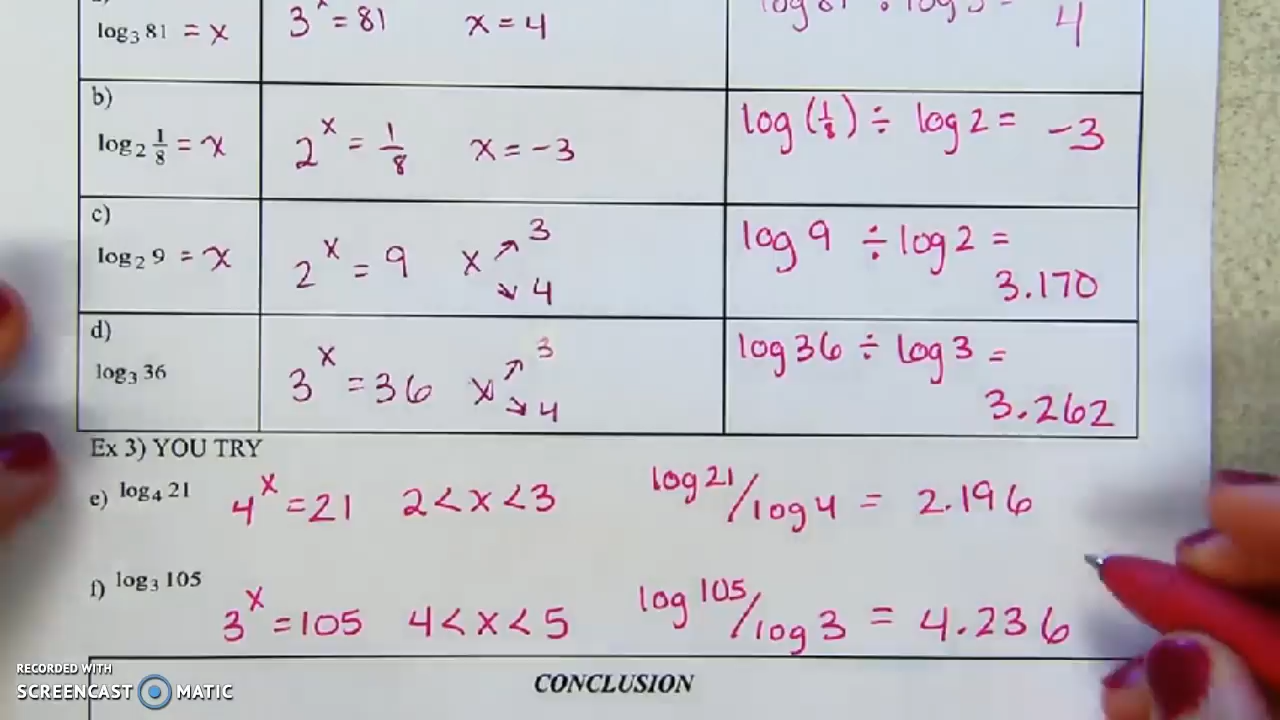 log₃ 81 = x 3ˣ = 81 x = 4 4
b)
log₂ 1/8 = x 2ˣ = 1/8 x = -3 log(1/8) ÷ log 2 = -3
c)
log₂ 9 = x 2ˣ = 9 x ↗ 3 ↘ 4 log 9 ÷ log 2 =
3.170
d)
log₃ 36 3ˣ = 36 x ↗ 3 ↘ 4 log 36 ÷ log 3 =
3.262
Ex 3) YOU TRY
e) log₄ 21 4ˣ = 21 2 < x < 3 log 21 / log 4 = 2.196
f) log₃ 105 3ˣ = 105 4 < x < 5 log 105 / log 3 = 4.236
CONCLUSION
RECORDED WITH
SCREENCAST MATIC